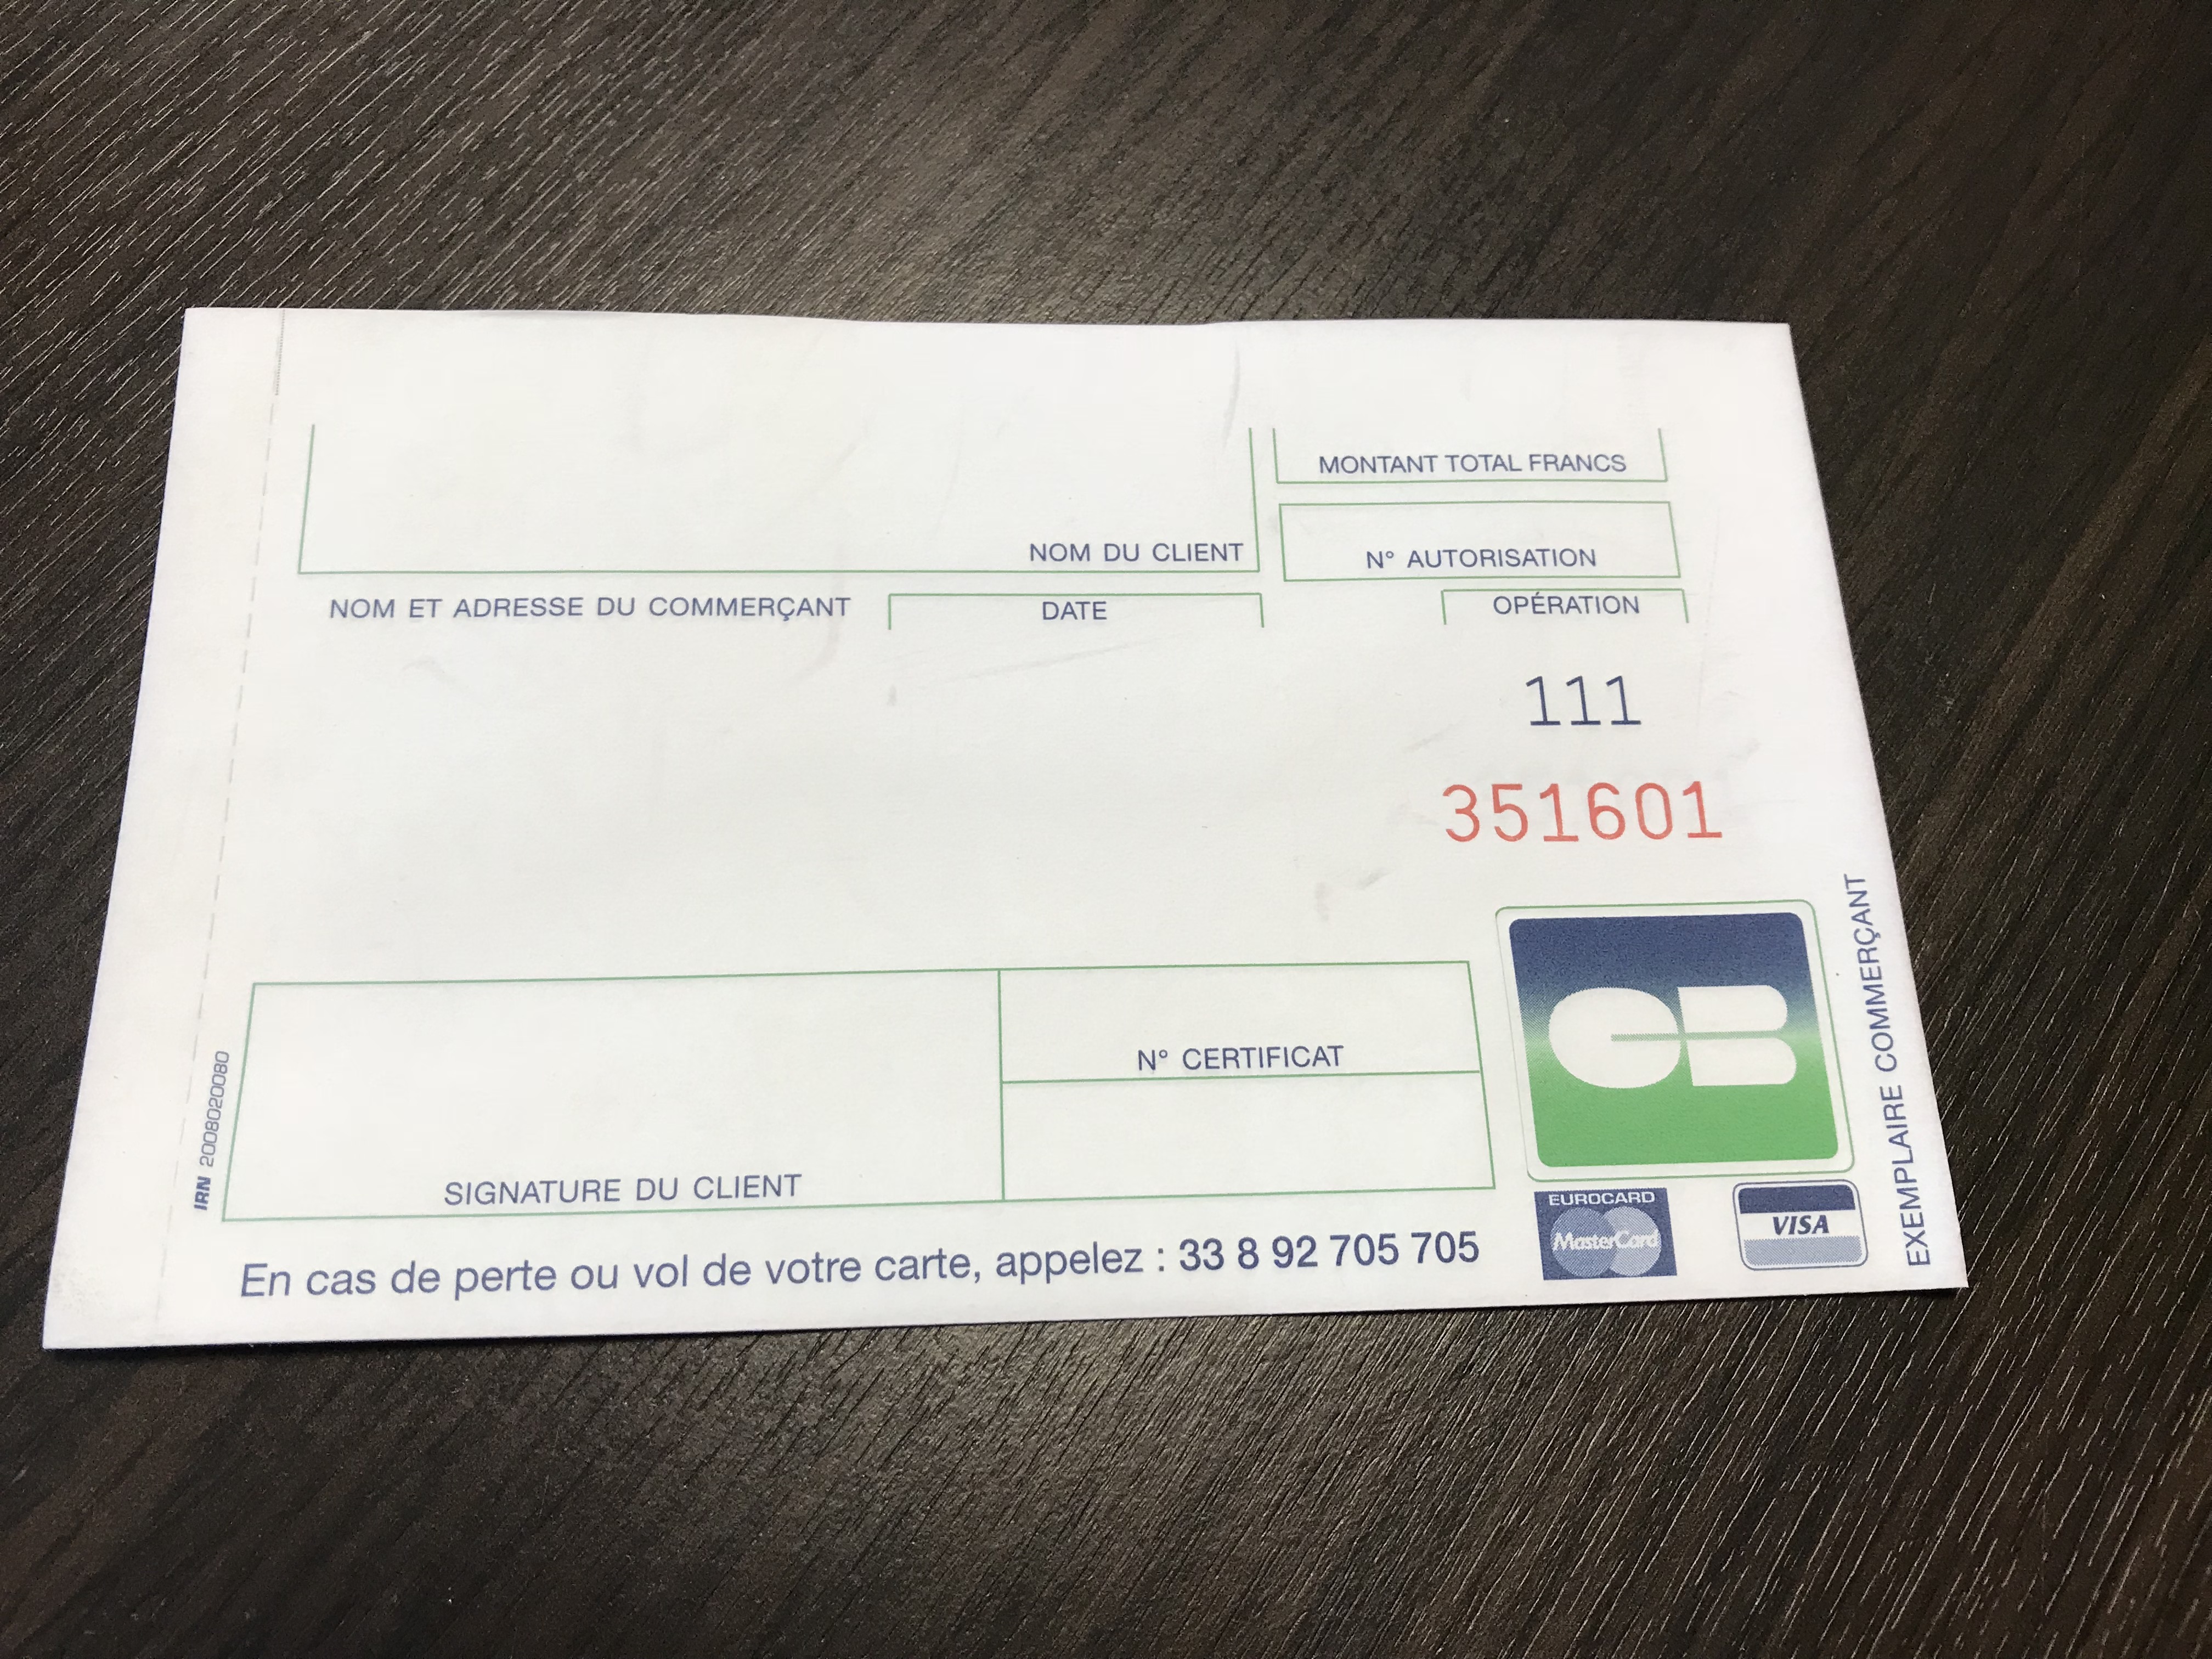 MONTANT TOTAL FRANCS
NOM DU CLIENT
N° AUTORISATION
NOM ET ADRESSE DU COMMERÇANT
DATE
OPÉRATION
111
351601
CB
N° CERTIFICAT
SIGNATURE DU CLIENT
IRN 2008020080
EUROCARD
MasterCard
VISA
En cas de perte ou vol de votre carte, appelez : 33 8 92 705 705
EXEMPLAIRE COMMERÇANT